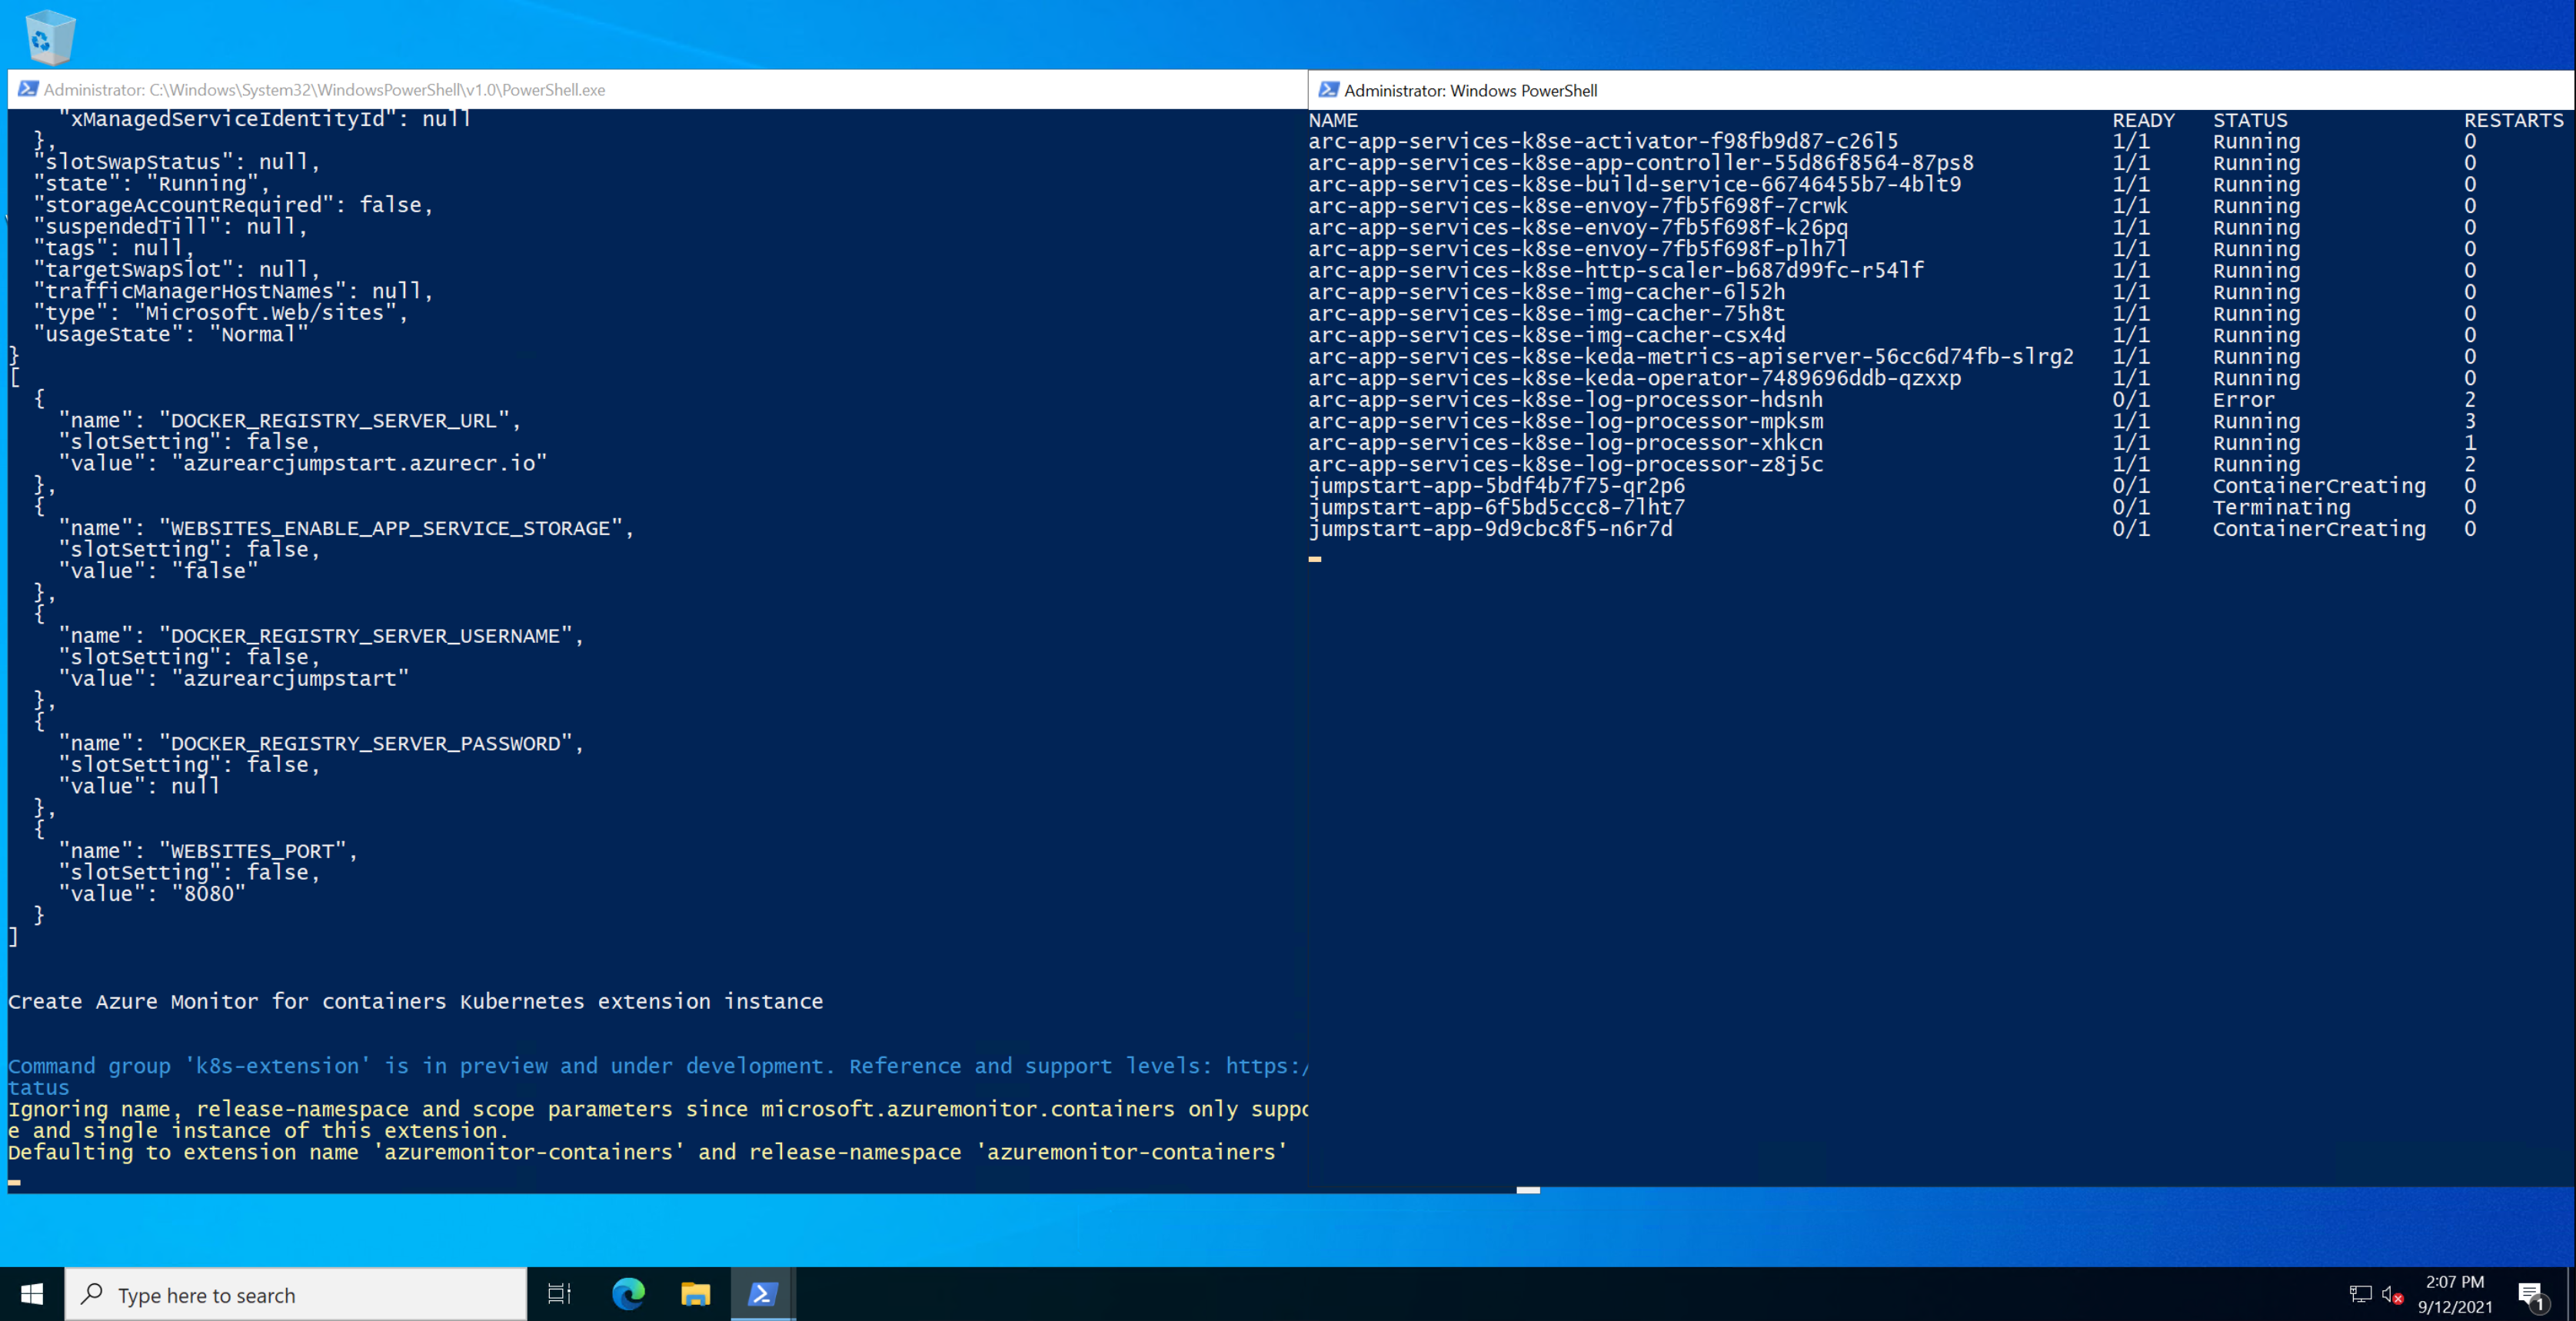 Administrator: C:\Windows\System32\WindowsPowerShell\v1.0\PowerShell.exe
      "xManagedServiceIdentityId": null
  },
  "slotSwapStatus": null,
  "state": "Running",
  "storageAccountRequired": false,
  "suspendedTill": null,
  "tags": null,
  "targetSwapSlot": null,
  "trafficManagerHostNames": null,
  "type": "Microsoft.Web/sites",
  "usageState": "Normal"
}
[
  {
    "name": "DOCKER_REGISTRY_SERVER_URL",
    "slotSetting": false,
    "value": "azurearcjumpstart.azurecr.io"
  },
  {
    "name": "WEBSITES_ENABLE_APP_SERVICE_STORAGE",
    "slotSetting": false,
    "value": "false"
  },
  {
    "name": "DOCKER_REGISTRY_SERVER_USERNAME",
    "slotSetting": false,
    "value": "azurearcjumpstart"
  },
  {
    "name": "DOCKER_REGISTRY_SERVER_PASSWORD",
    "slotSetting": false,
    "value": null
  },
  {
    "name": "WEBSITES_PORT",
    "slotSetting": false,
    "value": "8080"
  }
]
Create Azure Monitor for containers Kubernetes extension instance
Command group 'k8s-extension' is in preview and under development. Reference and support levels: https:/
tatus
Ignoring name, release-namespace and scope parameters since microsoft.azuremonitor.containers only suppo
e and single instance of this extension.
Defaulting to extension name 'azuremonitor-containers' and release-namespace 'azuremonitor-containers'
Administrator: Windows PowerShell
NAME READY STATUS RESTARTS
arc-app-services-k8se-activator-f98fb9d87-c26l5 1/1 Running 0
arc-app-services-k8se-app-controller-55d86f8564-87ps8 1/1 Running 0
arc-app-services-k8se-build-service-66746455b7-4blt9 1/1 Running 0
arc-app-services-k8se-envoy-7fb5f698f-7crwk 1/1 Running 0
arc-app-services-k8se-envoy-7fb5f698f-k26pq 1/1 Running 0
arc-app-services-k8se-envoy-7fb5f698f-plh7l 1/1 Running 0
arc-app-services-k8se-http-scaler-b687d99fc-r54lf 1/1 Running 0
arc-app-services-k8se-img-cacher-6l52h 1/1 Running 0
arc-app-services-k8se-img-cacher-75h8t 1/1 Running 0
arc-app-services-k8se-img-cacher-csx4d 1/1 Running 0
arc-app-services-k8se-keda-metrics-apiserver-56cc6d74fb-slrg2 1/1 Running 0
arc-app-services-k8se-keda-operator-7489696ddb-qzxxp 1/1 Running 0
arc-app-services-k8se-log-processor-hdsnh 0/1 Error 2
arc-app-services-k8se-log-processor-mpksm 1/1 Running 3
arc-app-services-k8se-log-processor-xhkcn 1/1 Running 1
arc-app-services-k8se-log-processor-z8j5c 1/1 Running 2
jumpstart-app-5bdf4b7f75-qr2p6 0/1 ContainerCreating 0
jumpstart-app-6f5bd5ccc8-7lht7 0/1 Terminating 0
jumpstart-app-9d9cbc8f5-n6r7d 0/1 ContainerCreating 0
Type here to search
2:07 PM
9/12/2021
1